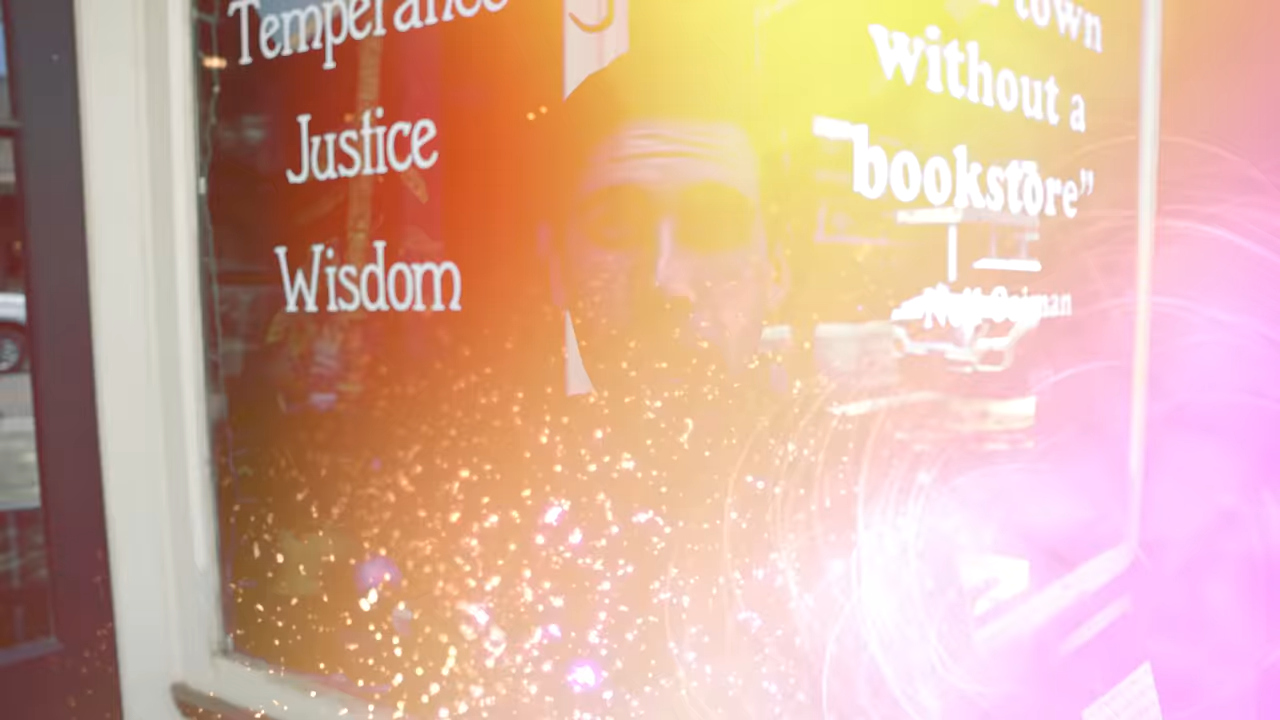 Temperance
Justice
Wisdom
town
without a
bookstore”